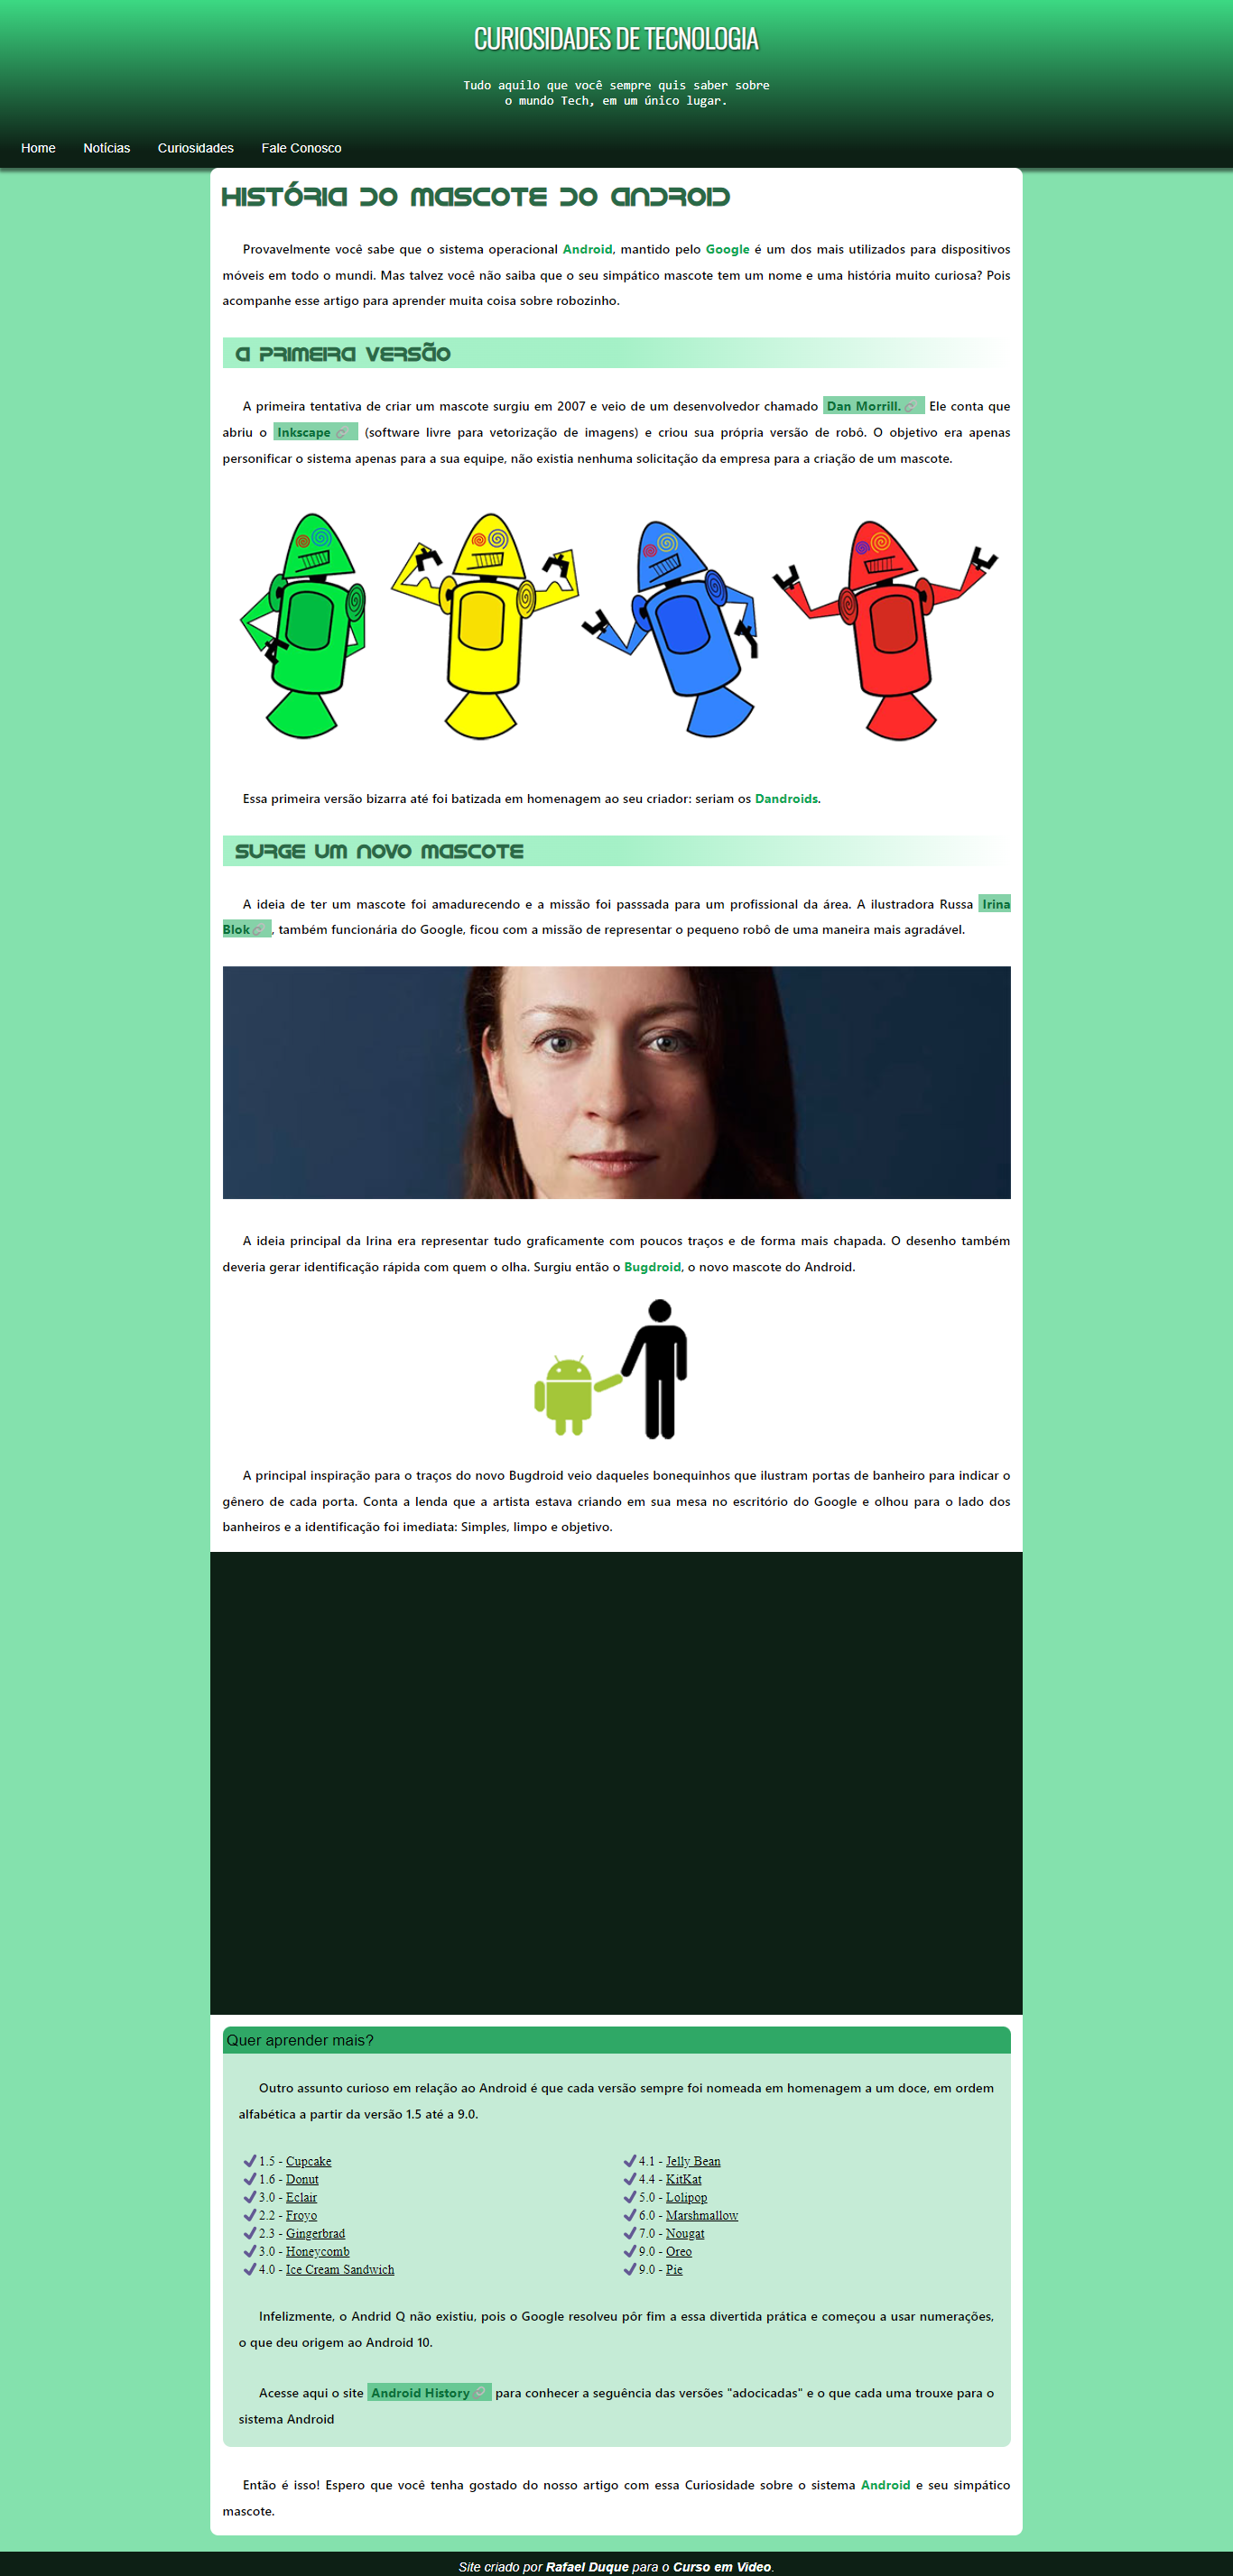 CURIOSIDADES DE TECNOLOGIA
Tudo aquilo que você sempre quis saber sobre
o mundo Tech, em um único lugar.
Home Notícias Curiosidades Fale Conosco
HISTÓRIA DO MASCOTE DO ANDROID
Provavelmente você sabe que o sistema operacional Android, mantido pelo Google é um dos mais utilizados para dispositivos
móveis em todo o mundi. Mas talvez você não saiba que o seu simpático mascote tem um nome e uma história muito curiosa? Pois
acompanhe esse artigo para aprender muita coisa sobre robozinho.
A PRIMEIRA VERSÃO
A primeira tentativa de criar um mascote surgiu em 2007 e veio de um desenvolvedor chamado Dan Morrill. Ele conta que
abriu o Inkscape (software livre para vetorização de imagens) e criou sua própria versão de robô. O objetivo era apenas
personificar o sistema apenas para a sua equipe, não existia nenhuma solicitação da empresa para a criação de um mascote.
Essa primeira versão bizarra até foi batizada em homenagem ao seu criador: seriam os Dandroids.
SURGE UM NOVO MASCOTE
A ideia de ter um mascote foi amadurecendo e a missão foi passsada para um profissional da área. A ilustradora Russa Irina
Blok, também funcionária do Google, ficou com a missão de representar o pequeno robô de uma maneira mais agradável.
A ideia principal da Irina era representar tudo graficamente com poucos traços e de forma mais chapada. O desenho também
deveria gerar identificação rápida com quem o olha. Surgiu então o Bugdroid, o novo mascote do Android.
A principal inspiração para o traços do novo Bugdroid veio daqueles bonequinhos que ilustram portas de banheiro para indicar o
gênero de cada porta. Conta a lenda que a artista estava criando em sua mesa no escritório do Google e olhou para o lado dos
banheiros e a identificação foi imediata: Simples, limpo e objetivo.
Quer aprender mais?
Outro assunto curioso em relação ao Android é que cada versão sempre foi nomeada em homenagem a um doce, em ordem
alfabética a partir da versão 1.5 até a 9.0.
1.5 - Cupcake
1.6 - Donut
3.0 - Eclair
2.2 - Froyo
2.3 - Gingerbrad
3.0 - Honeycomb
4.0 - Ice Cream Sandwich
4.1 - Jelly Bean
4.4 - KitKat
5.0 - Lolipop
6.0 - Marshmallow
7.0 - Nougat
9.0 - Oreo
9.0 - Pie
Infelizmente, o Andrid Q não existiu, pois o Google resolveu pôr fim a essa divertida prática e começou a usar numerações,
o que deu origem ao Android 10.
Acesse aqui o site Android History para conhecer a seguência das versões "adocicadas" e o que cada uma trouxe para o
sistema Android
Então é isso! Espero que você tenha gostado do nosso artigo com essa Curiosidade sobre o sistema Android e seu simpático
mascote.
Site criado por Rafael Duque para o Curso em Video.